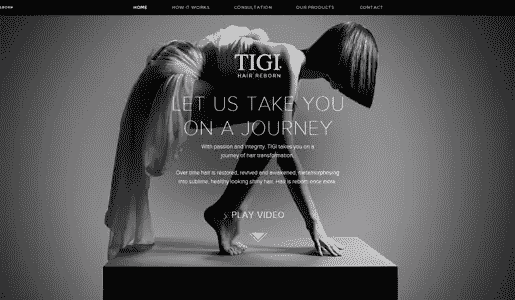 HOME HOW IT WORKS CONSULTATION OUR PRODUCTS CONTACT
TIGI
HAIR REBORN
LET US TAKE YOU
ON A JOURNEY
With passion and integrity, TIGI takes you on a
journey of hair transformation.
Over time hair is restored, revived and awakened, metamorphosing
into sublime, healthy looking shiny hair. Hair is reborn once more.
PLAY VIDEO